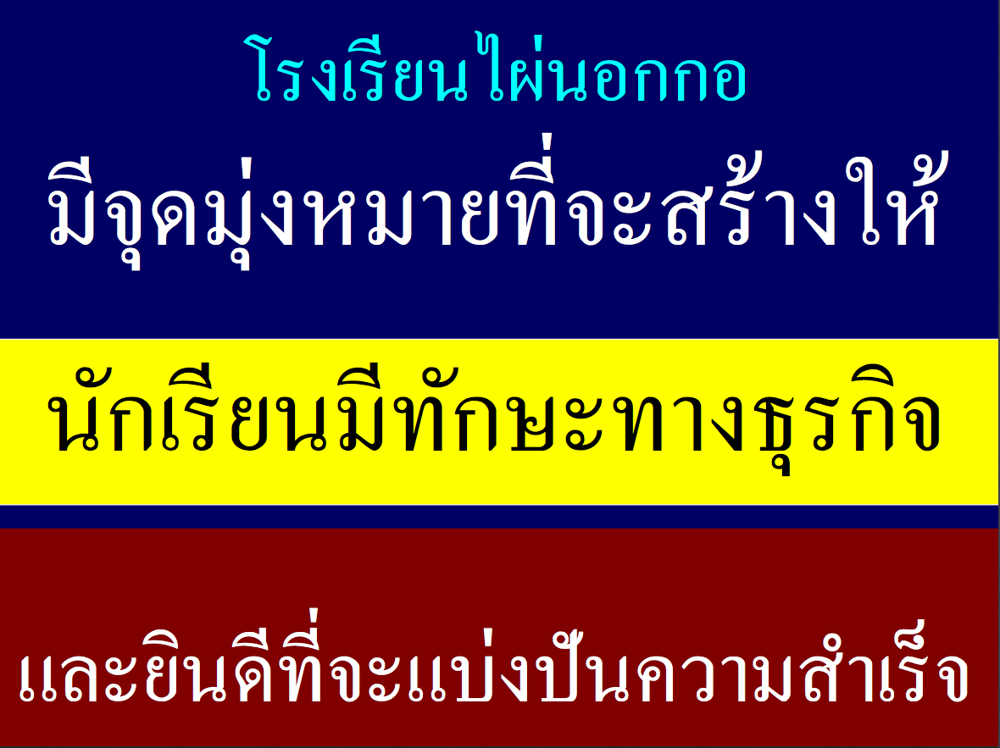 โรงเรียนไผ่นอกกอ
มีจุดมุ่งหมายที่จะสร้างให้
นักเรียนมีทักษะทางธุรกิจ
และยินดีที่จะแบ่งปันความสำเร็จ